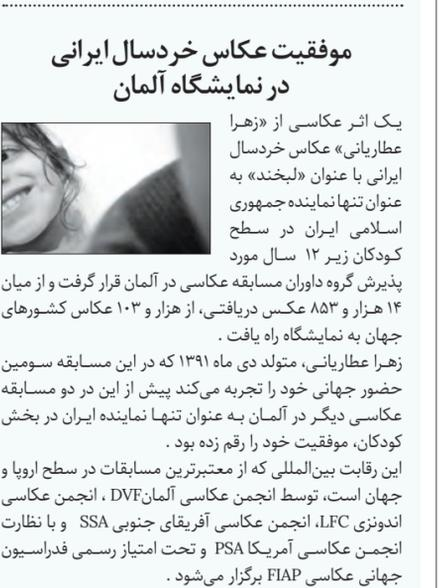 موفقیت عکاس خردسال ایرانی
در نمایشگاه آلمان
یک اثر عکاسی از «زهرا
عطاریانی» عکاس خردسال
ایرانی با عنوان «لبخند» به
عنوان تنها نماینده جمهوری
اسلامی ایران در سطح
کودکان زیر ۱۲ سال مورد
پذیرش گروه داوران مسابقه عکاسی در آلمان قرار گرفت و از میان
۱۴ هزار و ۸۵۳ عکس دریافتی، از هزار و ۱۰۳ عکاس کشورهای
جهان به نمایشگاه راه یافت .
زهرا عطاریانی، متولد دی ماه ۱۳۹۱ که در این مسابقه سومین
حضور جهانی خود را تجربه می‌کند پیش از این در دو مسابقه
عکاسی دیگر در آلمان به عنوان تنها نماینده ایران در بخش
کودکان، موفقیت خود را رقم زده بود .
این رقابت بین‌المللی که از معتبرترین مسابقات در سطح اروپا و
جهان است، توسط انجمن عکاسی آلمانDVF ، انجمن عکاسی
اندونزی LFC، انجمن عکاسی آفریقای جنوبی SSA و با نظارت
انجمن عکاسی آمریکا PSA و تحت امتیاز رسمی فدراسیون
جهانی عکاسی FIAP برگزار می‌شود .